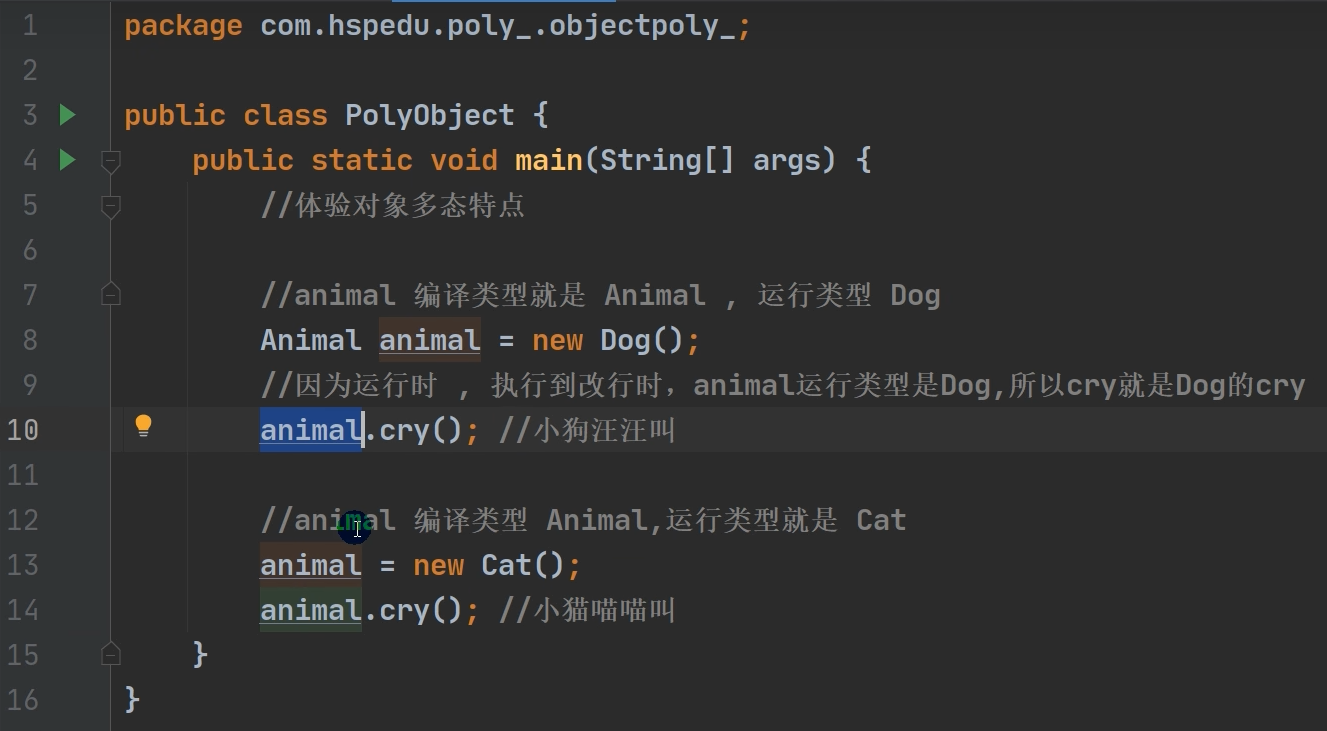 1 package com.hspedu.poly_.objectpoly_;
2
3 public class PolyObject {
4 public static void main(String[] args) {
5 //体验对象多态特点
6
7 //animal 编译类型就是 Animal , 运行类型 Dog
8 Animal animal = new Dog();
9 //因为运行时 , 执行到改行时，animal运行类型是Dog,所以cry就是Dog的cry
10 animal.cry(); //小狗汪汪叫
11
12 //animal 编译类型 Animal,运行类型就是 Cat
13 animal = new Cat();
14 animal.cry(); //小猫喵喵叫
15 }
16 }